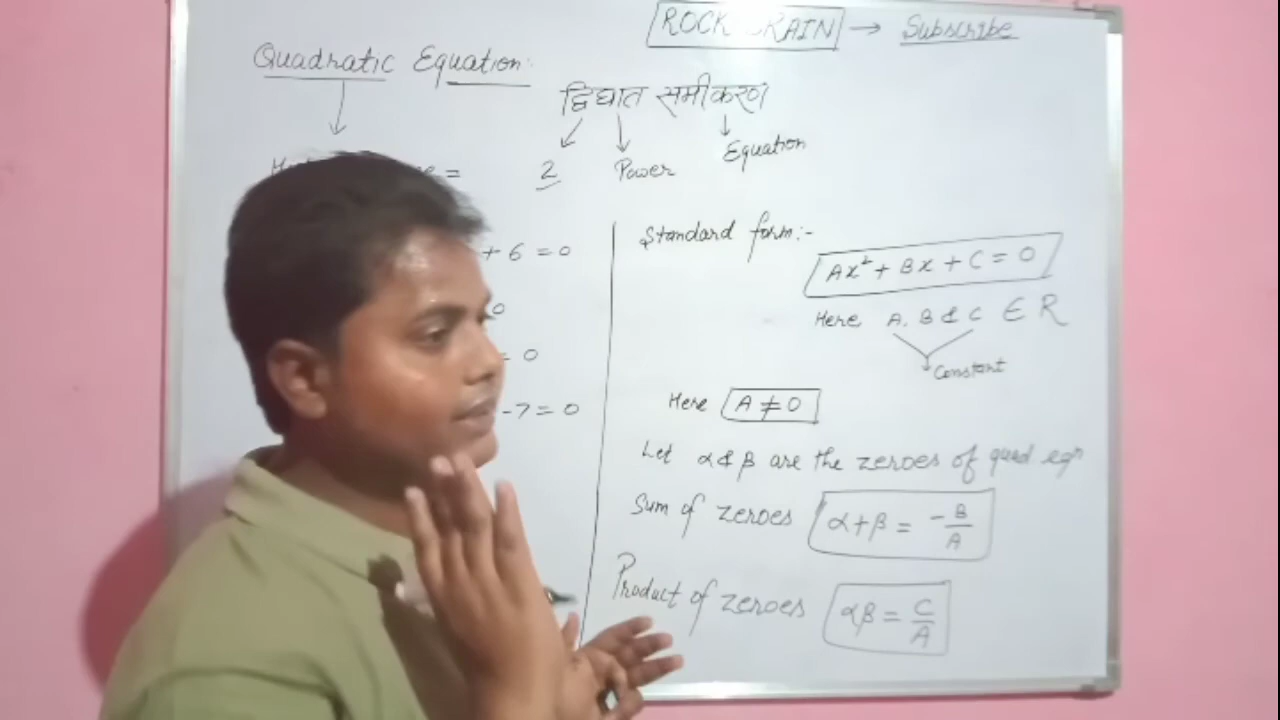 ROCK BRAIN → Subscribe
Quadratic Equation:
द्विघात समीकरण
2 Power Equation
+ 6 = 0
0
= 0
-7 = 0
Standard form:-
Ax² + Bx + C = 0
Here A, B & C ∈ R
Constant
Here A ≠ 0
Let α & β are the zeroes of quad eqn
Sum of zeroes α+β = -B/A
Product of zeroes αβ = C/A